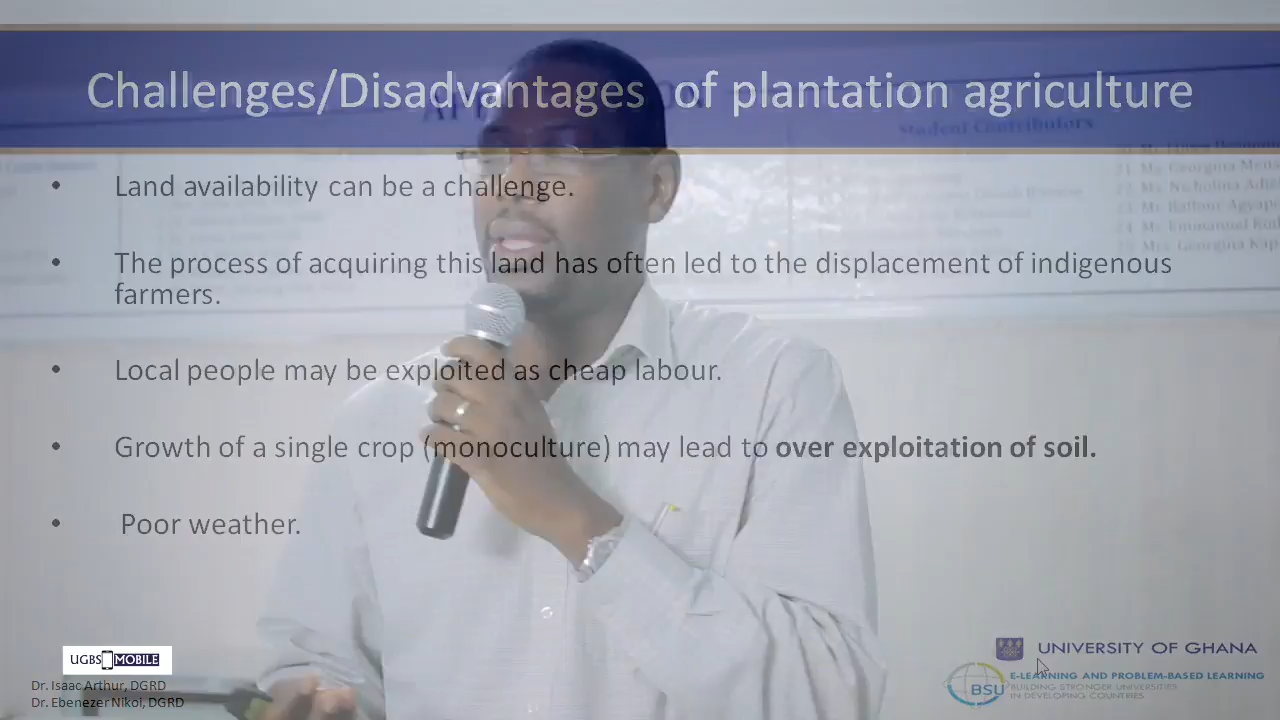 Challenges/Disadvantages of plantation agriculture
Student Contributors
• Land availability can be a challenge.
• The process of acquiring this land has often led to the displacement of indigenous
farmers.
• Local people may be exploited as cheap labour.
• Growth of a single crop (monoculture) may lead to over exploitation of soil.
• Poor weather.
UGBS MOBILE
Dr. Isaac Arthur, DGRD
Dr. Ebenezer Nikoi, DGRD
UNIVERSITY OF GHANA
BSU
E-LEARNING AND PROBLEM-BASED LEARNING
BUILDING STRONGER UNIVERSITIES
IN DEVELOPING COUNTRIES